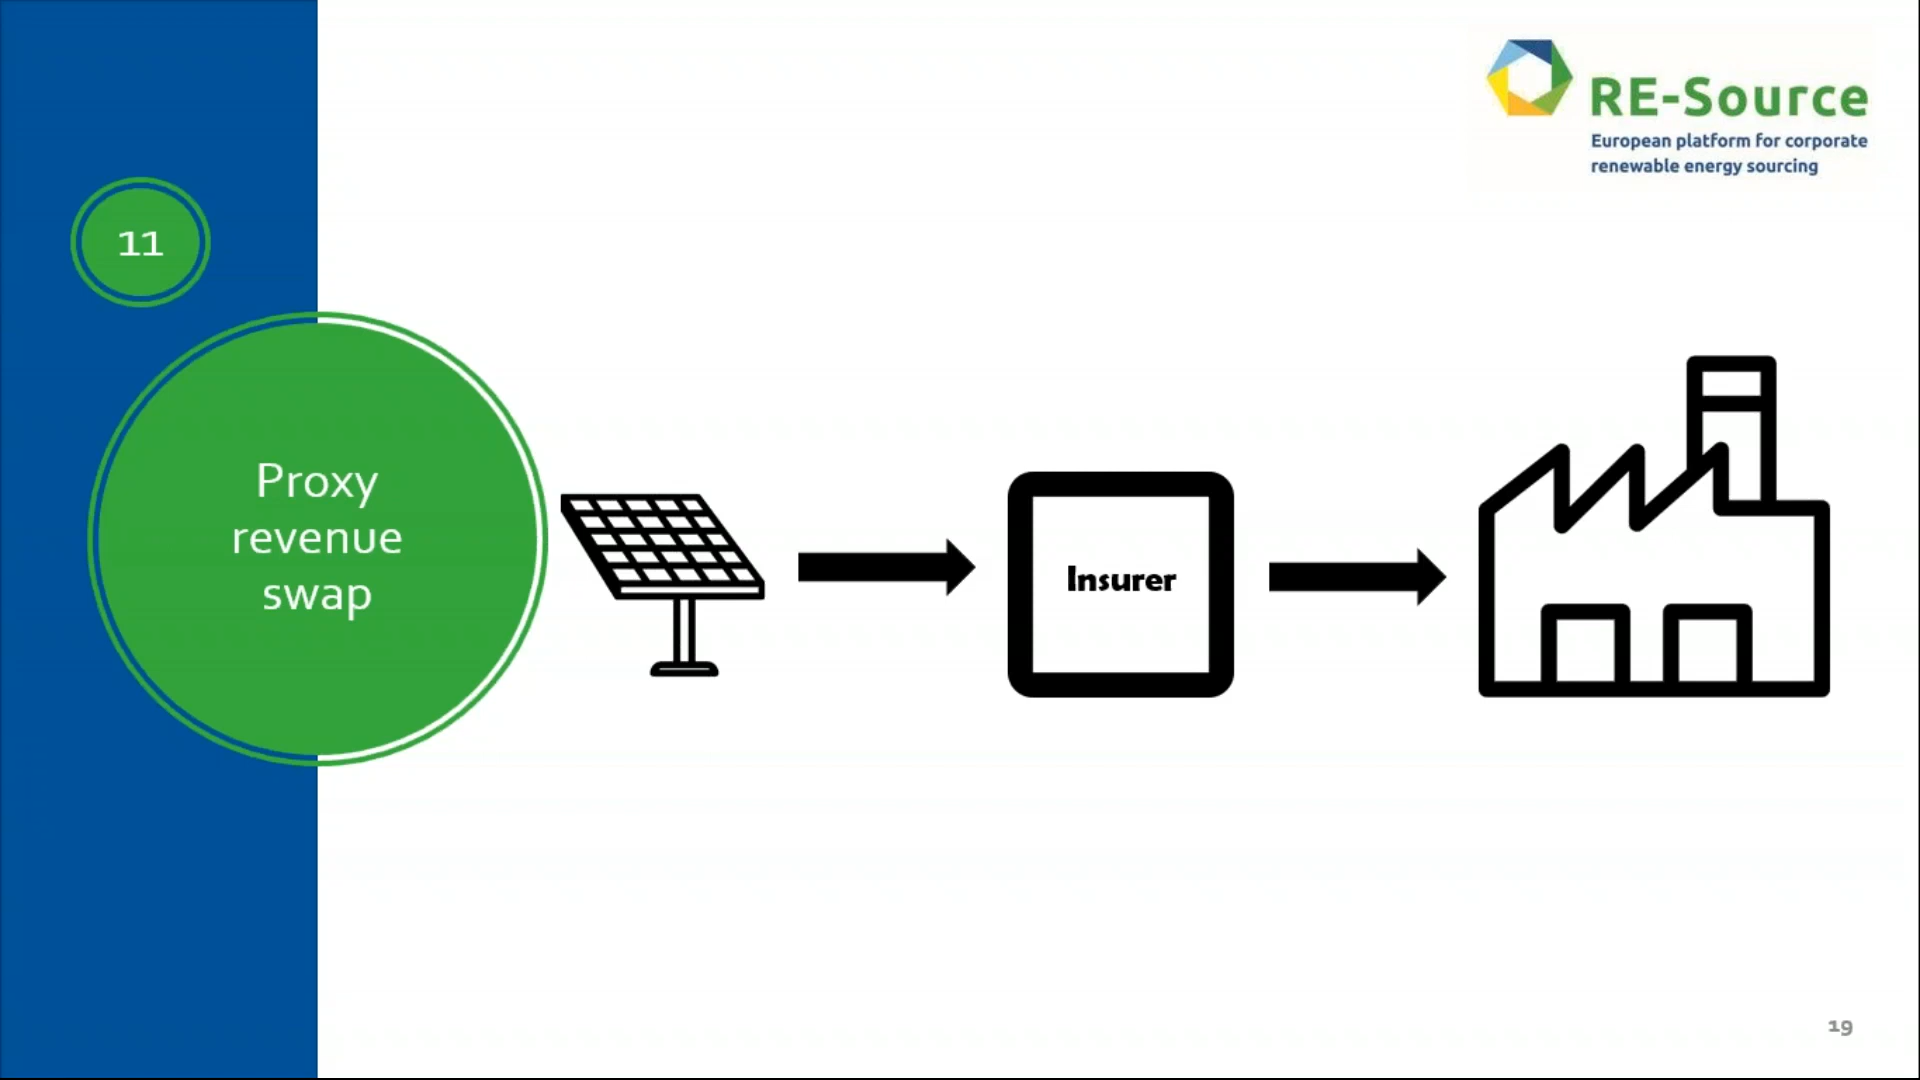 RE-Source
European platform for corporate
renewable energy sourcing
11
Proxy
revenue
swap
Insurer
19